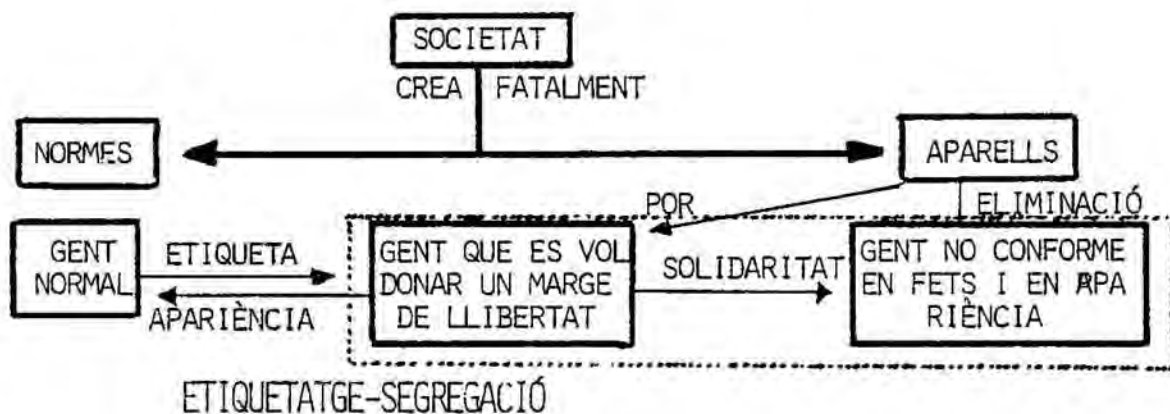 SOCIETAT
CREA FATALMENT
NORMES
APARELLS
POR
ELIMINACIÓ
GENT
NORMAL
ETIQUETA
APARIÈNCIA
GENT QUE ES VOL
DONAR UN MARGE
DE LLIBERTAT
SOLIDARITAT
GENT NO CONFORME
EN FETS I EN APA
RIÈNCIA
ETIQUETATGE-SEGREGACIÓ